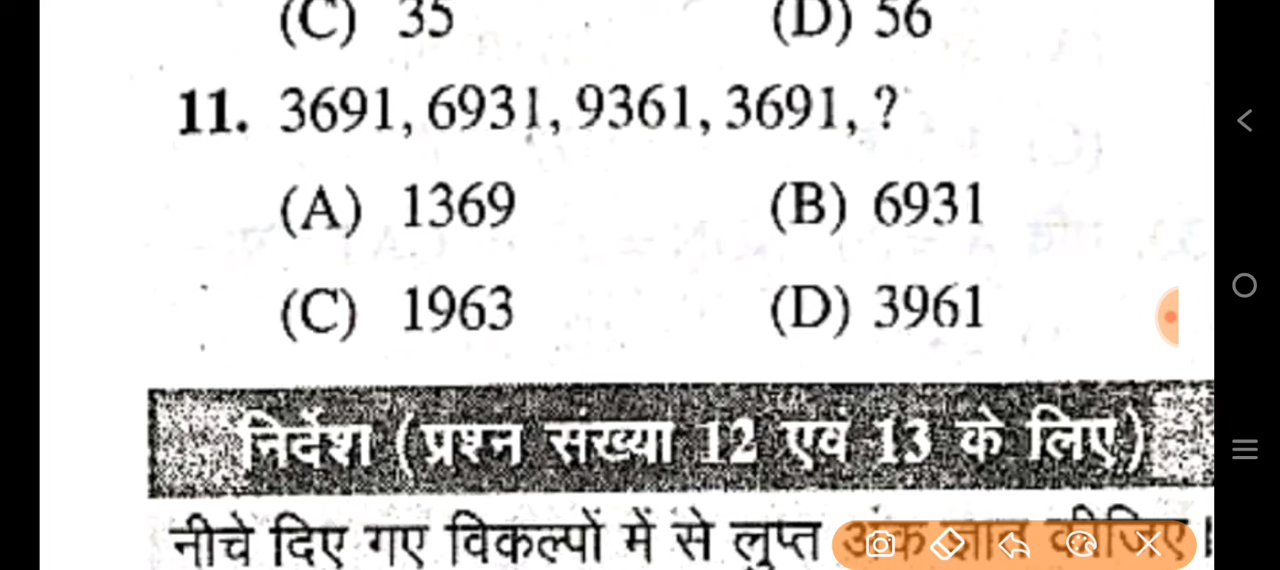 (C) 35 (D) 56
11. 3691, 6931, 9361, 3691, ?
(A) 1369 (B) 6931
(C) 1963 (D) 3961
निर्देश (प्रश्न संख्या 12 एवं 13 के लिए)
नीचे दिए गए विकल्पों में से लुप्त अंक ज्ञात कीजिए।